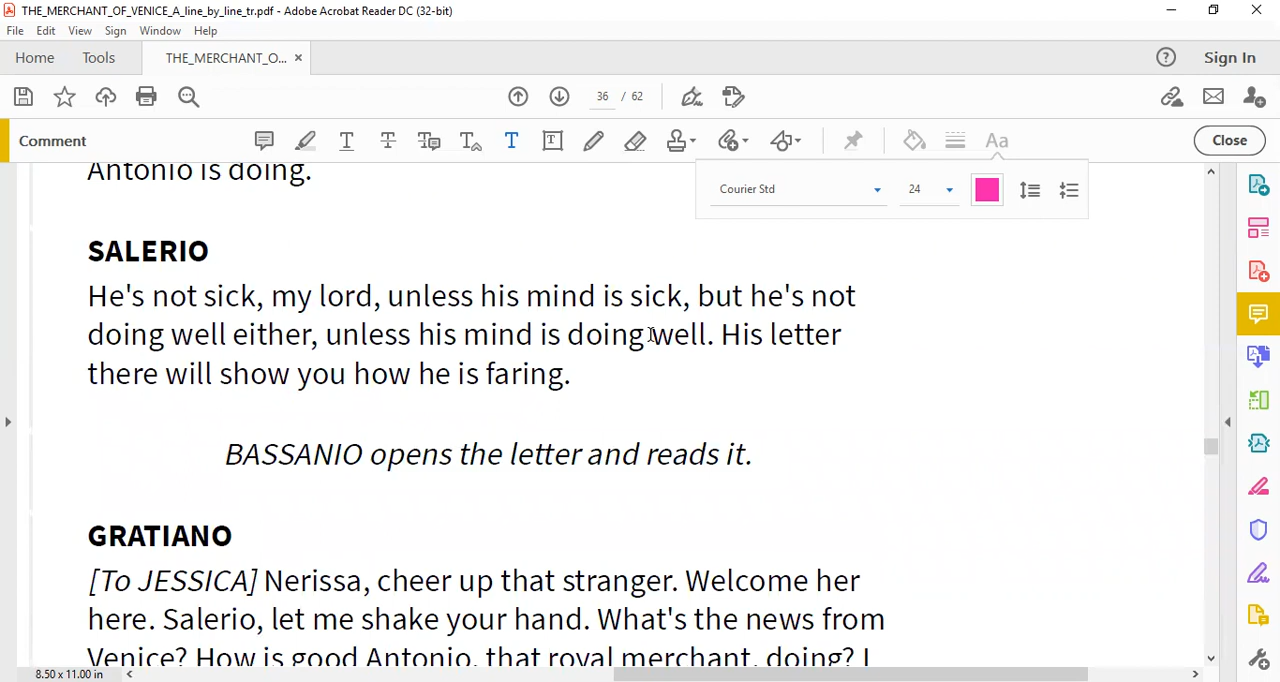 THE_MERCHANT_OF_VENICE_A_line_by_line_tr.pdf - Adobe Acrobat Reader DC (32-bit)
File Edit View Sign Window Help
Home Tools THE_MERCHANT_O... × Sign In
36 / 62
Comment Close
Antonio is doing.
Courier Std 24
SALERIO
He's not sick, my lord, unless his mind is sick, but he's not
doing well either, unless his mind is doing well. His letter
there will show you how he is faring.
BASSANIO opens the letter and reads it.
GRATIANO
[To JESSICA] Nerissa, cheer up that stranger. Welcome her
here. Salerio, let me shake your hand. What's the news from
Venice? How is good Antonio, that royal merchant, doing? I
8.50 x 11.00 in